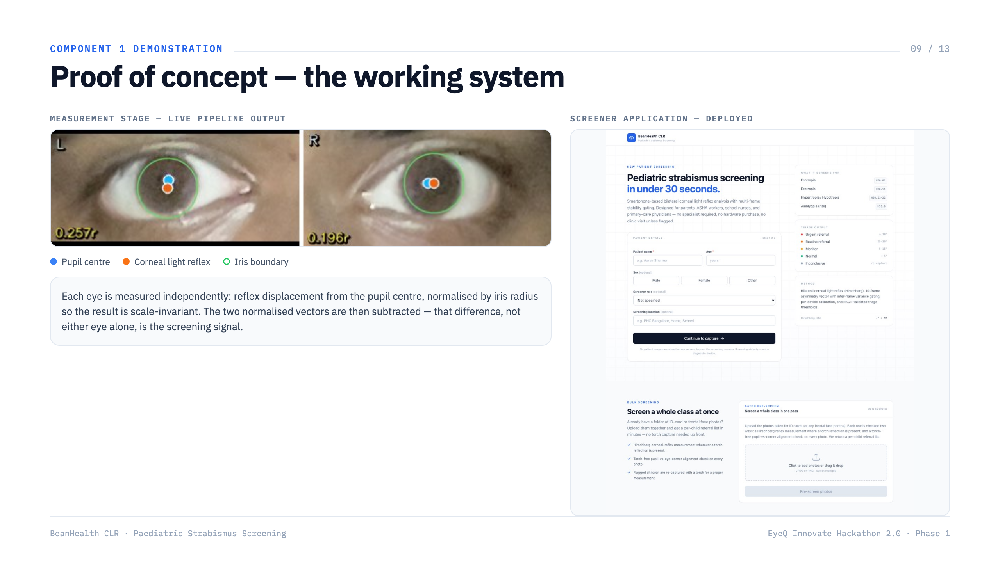 COMPONENT 1 DEMONSTRATION
09 / 13
Proof of concept — the working system
MEASUREMENT STAGE — LIVE PIPELINE OUTPUT
L
0.257r
R
0.196r
Pupil centre
Corneal light reflex
Iris boundary
Each eye is measured independently: reflex displacement from the pupil centre, normalised by iris radius
so the result is scale-invariant. The two normalised vectors are then subtracted — that difference, not
either eye alone, is the screening signal.
SCREENER APPLICATION — DEPLOYED
BeanHealth CLR
Pediatric Strabismus Screening
NEW PATIENT SCREENING
Pediatric strabismus screening
in under 30 seconds.
Smartphone-based bilateral corneal light reflex analysis with multi-frame
stability gating. Designed for parents, ASHA workers, school nurses, and
primary-care physicians — no specialist required, no hardware purchase, no
clinic visit unless flagged.
PATIENT DETAILS
Step 1 of 3
Patient name *
Age *
e.g. Aarav Sharma
years
Sex (optional)
Male
Female
Other
Screener role (optional)
Not specified
Screening location (optional)
e.g. PHC Bangalore, Home, School
Continue to capture →
No patient images are stored on our servers beyond the screening session. Screening aid only — not a
diagnostic device.
WHAT IT SCREENS FOR
Esotropia H50.01
Exotropia H50.11
Hypertropia / Hypotropia H50.21–22
Amblyopia (risk) H53.0
TRIAGE OUTPUT
Urgent referral ≥ 30°
Routine referral 15–30°
Monitor 5–15°
Normal < 5°
Inconclusive re-capture
METHOD
Bilateral corneal light reflex (Hirschberg). 10-frame
asymmetry vector with inter-frame variance gating,
per-device calibration, and PACT-validated triage
thresholds.
Hirschberg ratio 7° / mm
BULK SCREENING
Screen a whole class at once
Already have a folder of ID-card or frontal face photos?
Upload them together and get a per-child referral list in
minutes — no torch capture needed up front.
Hirschberg corneal-reflex measurement wherever a torch
reflection is present.
Torch-free pupil-vs-eye-corner alignment check on every
photo.
Flagged children are re-captured with a torch for a proper
measurement.
BATCH PRE-SCREEN
Screen a whole class in one pass
Up to 60 photos
Upload the photos taken for ID cards (or any frontal face photos). Each one is checked two
ways: a Hirschberg reflex measurement where a torch reflection is present, and a torch-
free pupil-vs-corner alignment check on every photo. We return a per-child referral list.
Click to add photos or drag & drop
JPEG or PNG · select multiple
Pre-screen photos
BeanHealth CLR · Paediatric Strabismus Screening
EyeQ Innovate Hackathon 2.0 · Phase 1